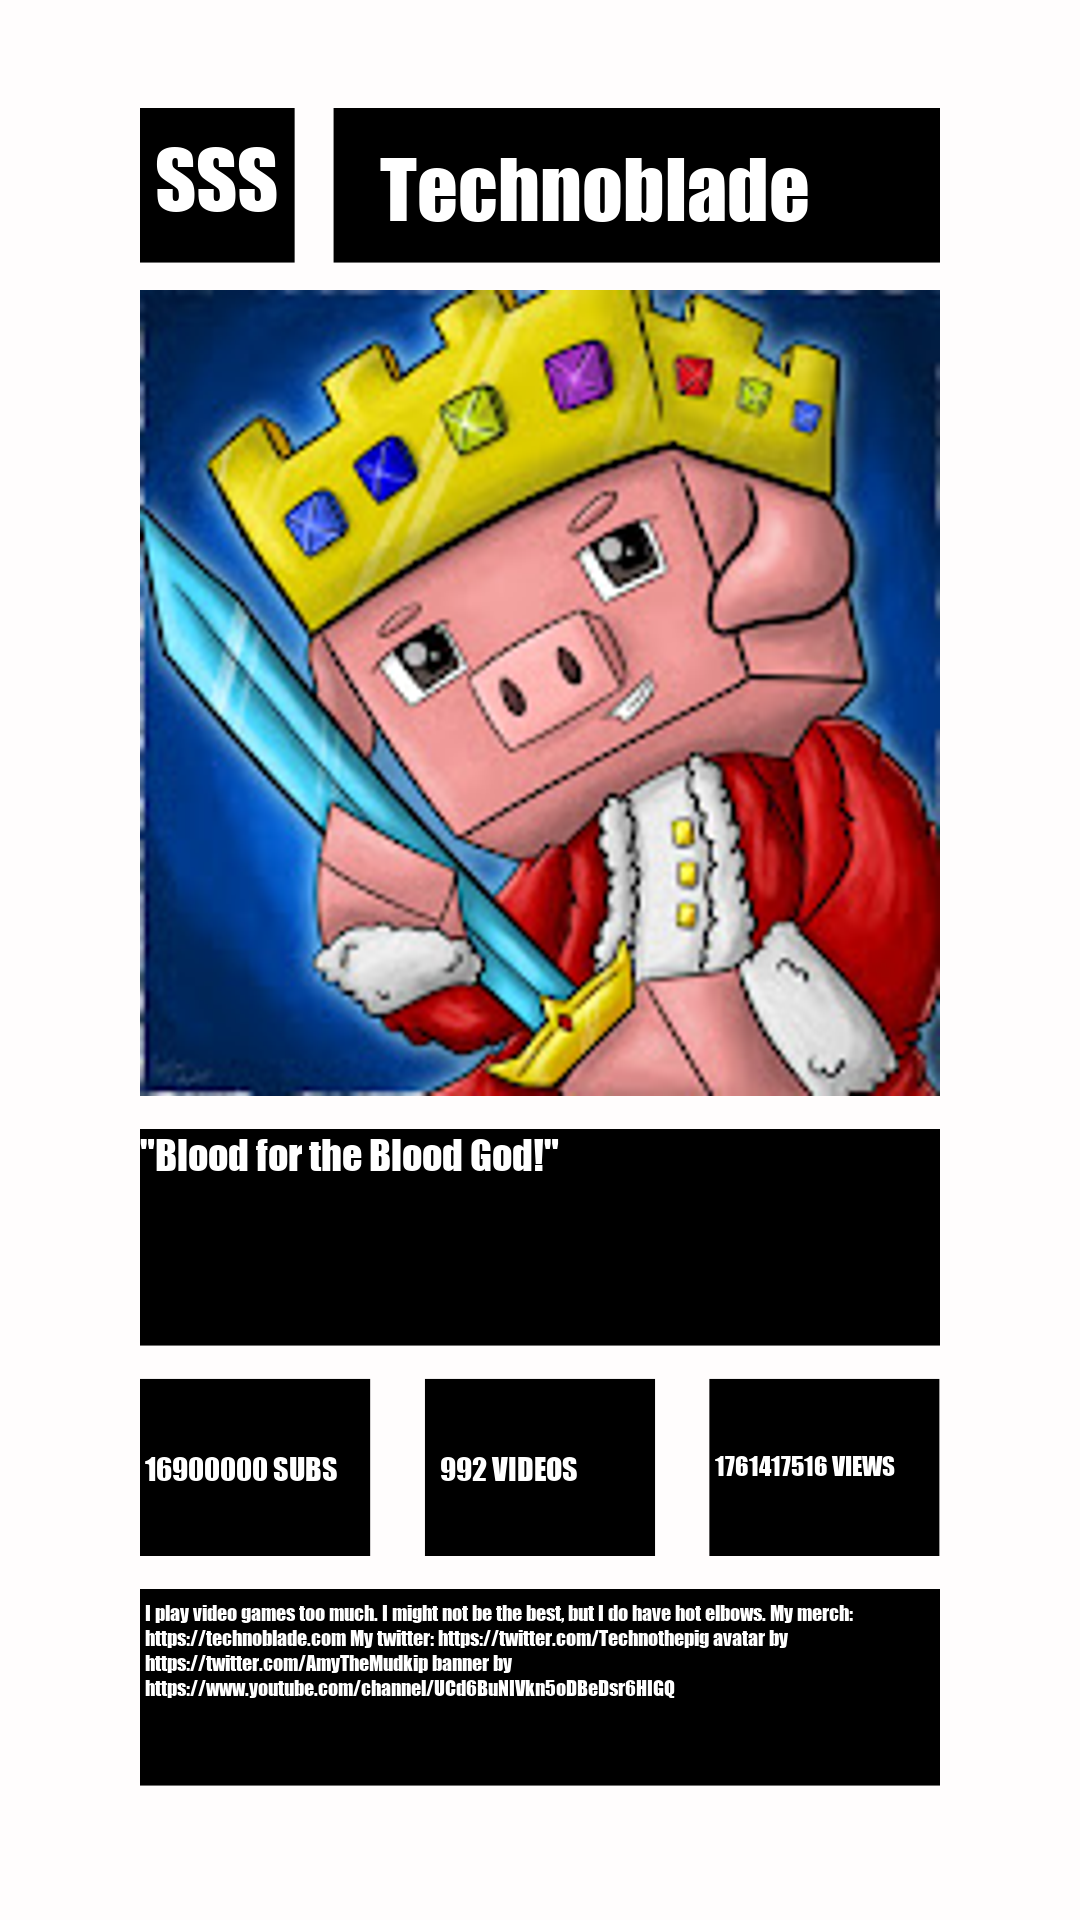 SSS
Technoblade
"Blood for the Blood God!"
16900000 SUBS
992 VIDEOS
1761417516 VIEWS
I play video games too much. I might not be the best, but I do have hot elbows. My merch:
https://technoblade.com My twitter: https://twitter.com/Technothepig avatar by
https://twitter.com/AmyTheMudkip banner by
https://www.youtube.com/channel/UCd6BuNIVkn5oDBeDsr6HIGQ